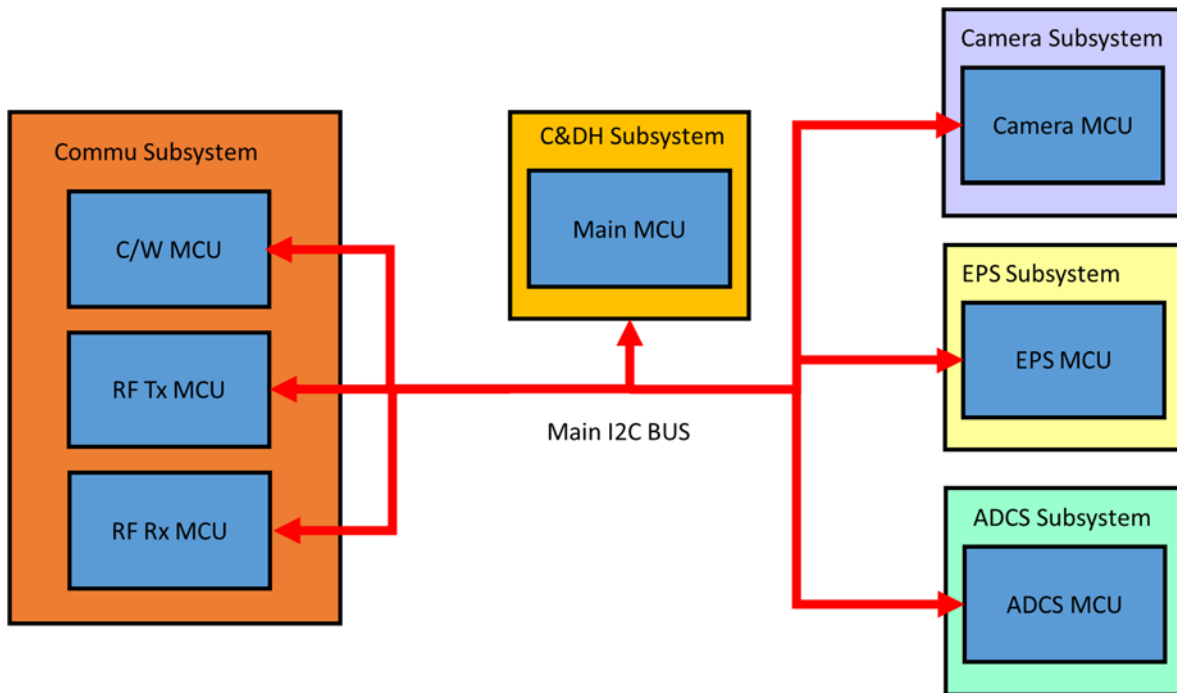 Commu Subsystem
C/W MCU
RF Tx MCU
RF Rx MCU
C&DH Subsystem
Main MCU
Main I2C BUS
Camera Subsystem
Camera MCU
EPS Subsystem
EPS MCU
ADCS Subsystem
ADCS MCU